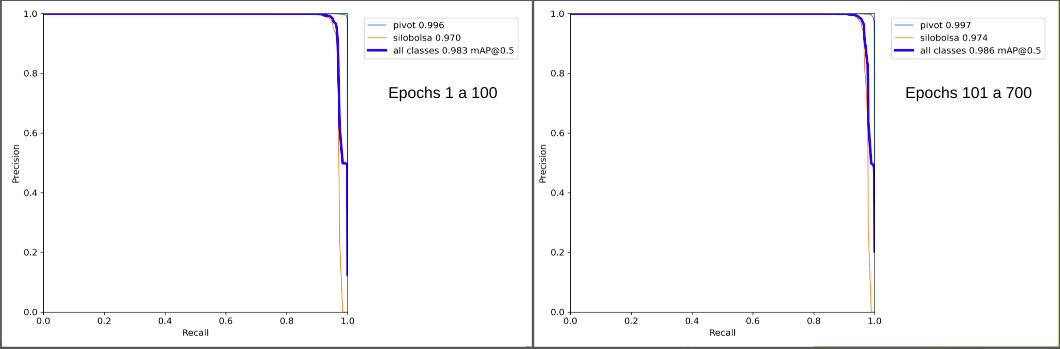 1.0
0.8
0.6
0.4
0.2
0.0
Precision
0.0 0.2 0.4 0.6 0.8 1.0
Recall
pivot 0.996
silobolsa 0.970
all classes 0.983 mAP@0.5
Epochs 1 a 100
1.0
0.8
0.6
0.4
0.2
0.0
Precision
0.0 0.2 0.4 0.6 0.8 1.0
Recall
pivot 0.997
silobolsa 0.974
all classes 0.986 mAP@0.5
Epochs 101 a 700